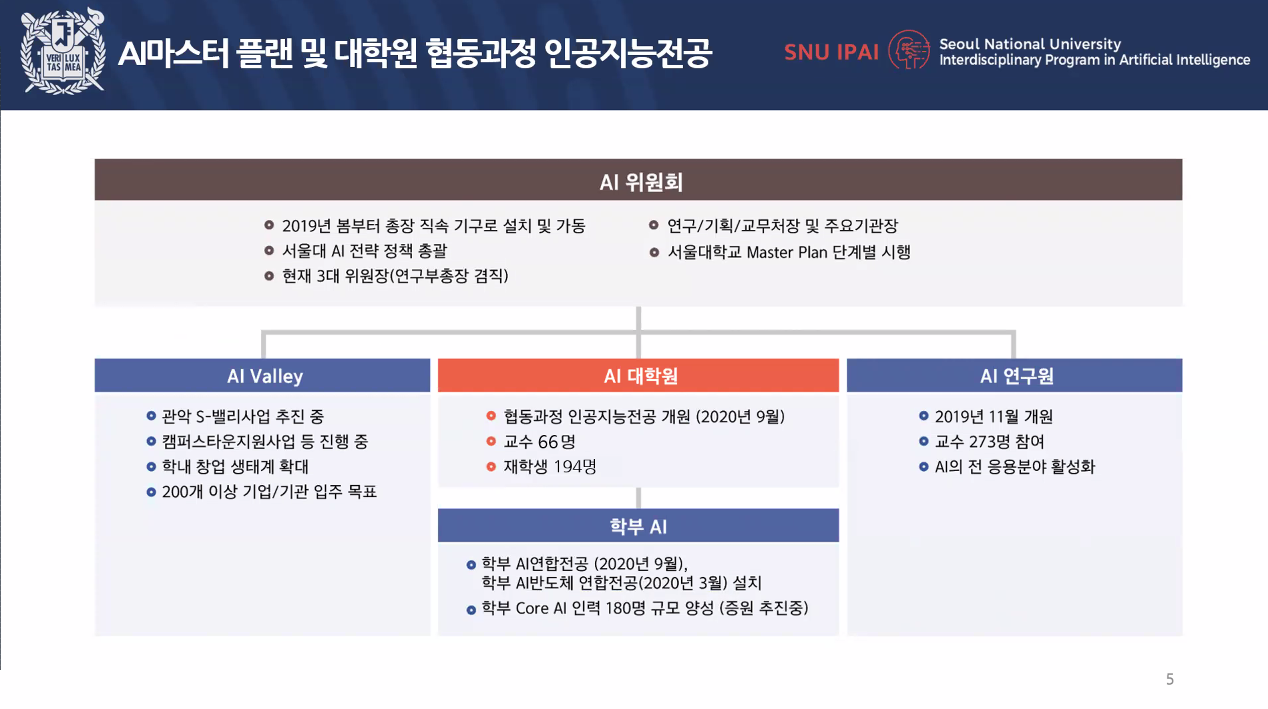 VERI LUX
TAS MEA
AI마스터 플랜 및 대학원 협동과정 인공지능전공
SNU IPAI
Seoul National University
Interdisciplinary Program in Artificial Intelligence
AI 위원회
2019년 봄부터 총장 직속 기구로 설치 및 가동
서울대 AI 전략 정책 총괄
현재 3대 위원장(연구부총장 겸직)
연구/기획/교무처장 및 주요기관장
서울대학교 Master Plan 단계별 시행
AI Valley
관악 S-밸리사업 추진 중
캠퍼스타운지원사업 등 진행 중
학내 창업 생태계 확대
200개 이상 기업/기관 입주 목표
AI 대학원
협동과정 인공지능전공 개원 (2020년 9월)
교수 66명
재학생 194명
학부 AI
학부 AI연합전공 (2020년 9월),
학부 AI반도체 연합전공(2020년 3월) 설치
학부 Core AI 인력 180명 규모 양성 (증원 추진중)
AI 연구원
2019년 11월 개원
교수 273명 참여
AI의 전 응용분야 활성화
5